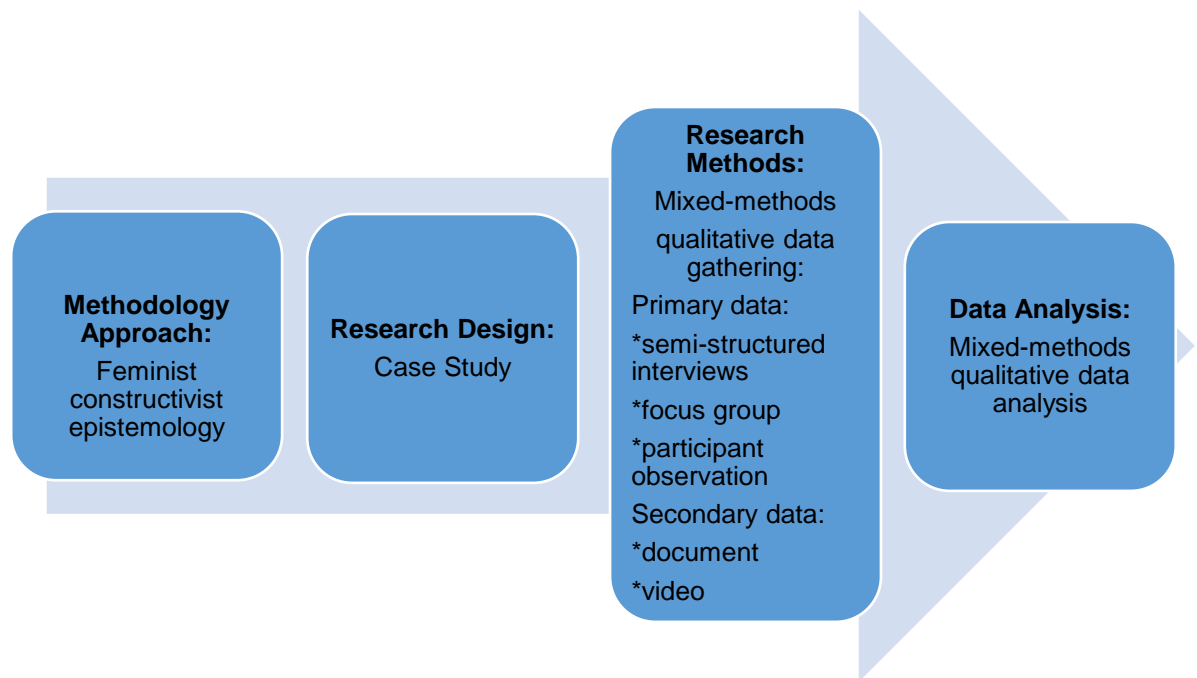 Methodology
Approach:
Feminist
constructivist
epistemology
Research Design:
Case Study
Research
Methods:
Mixed-methods
qualitative data
gathering:
Primary data:
*semi-structured
interviews
*focus group
*participant
observation
Secondary data:
*document
*video
Data Analysis:
Mixed-methods
qualitative data
analysis